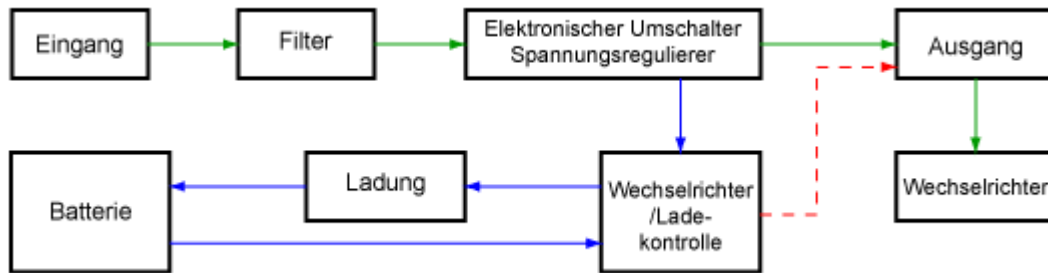 Eingang
Filter
Elektronischer Umschalter
Spannungsregulierer
Ausgang
Batterie
Ladung
Wechselrichter
/Lade-
kontrolle
Wechselrichter